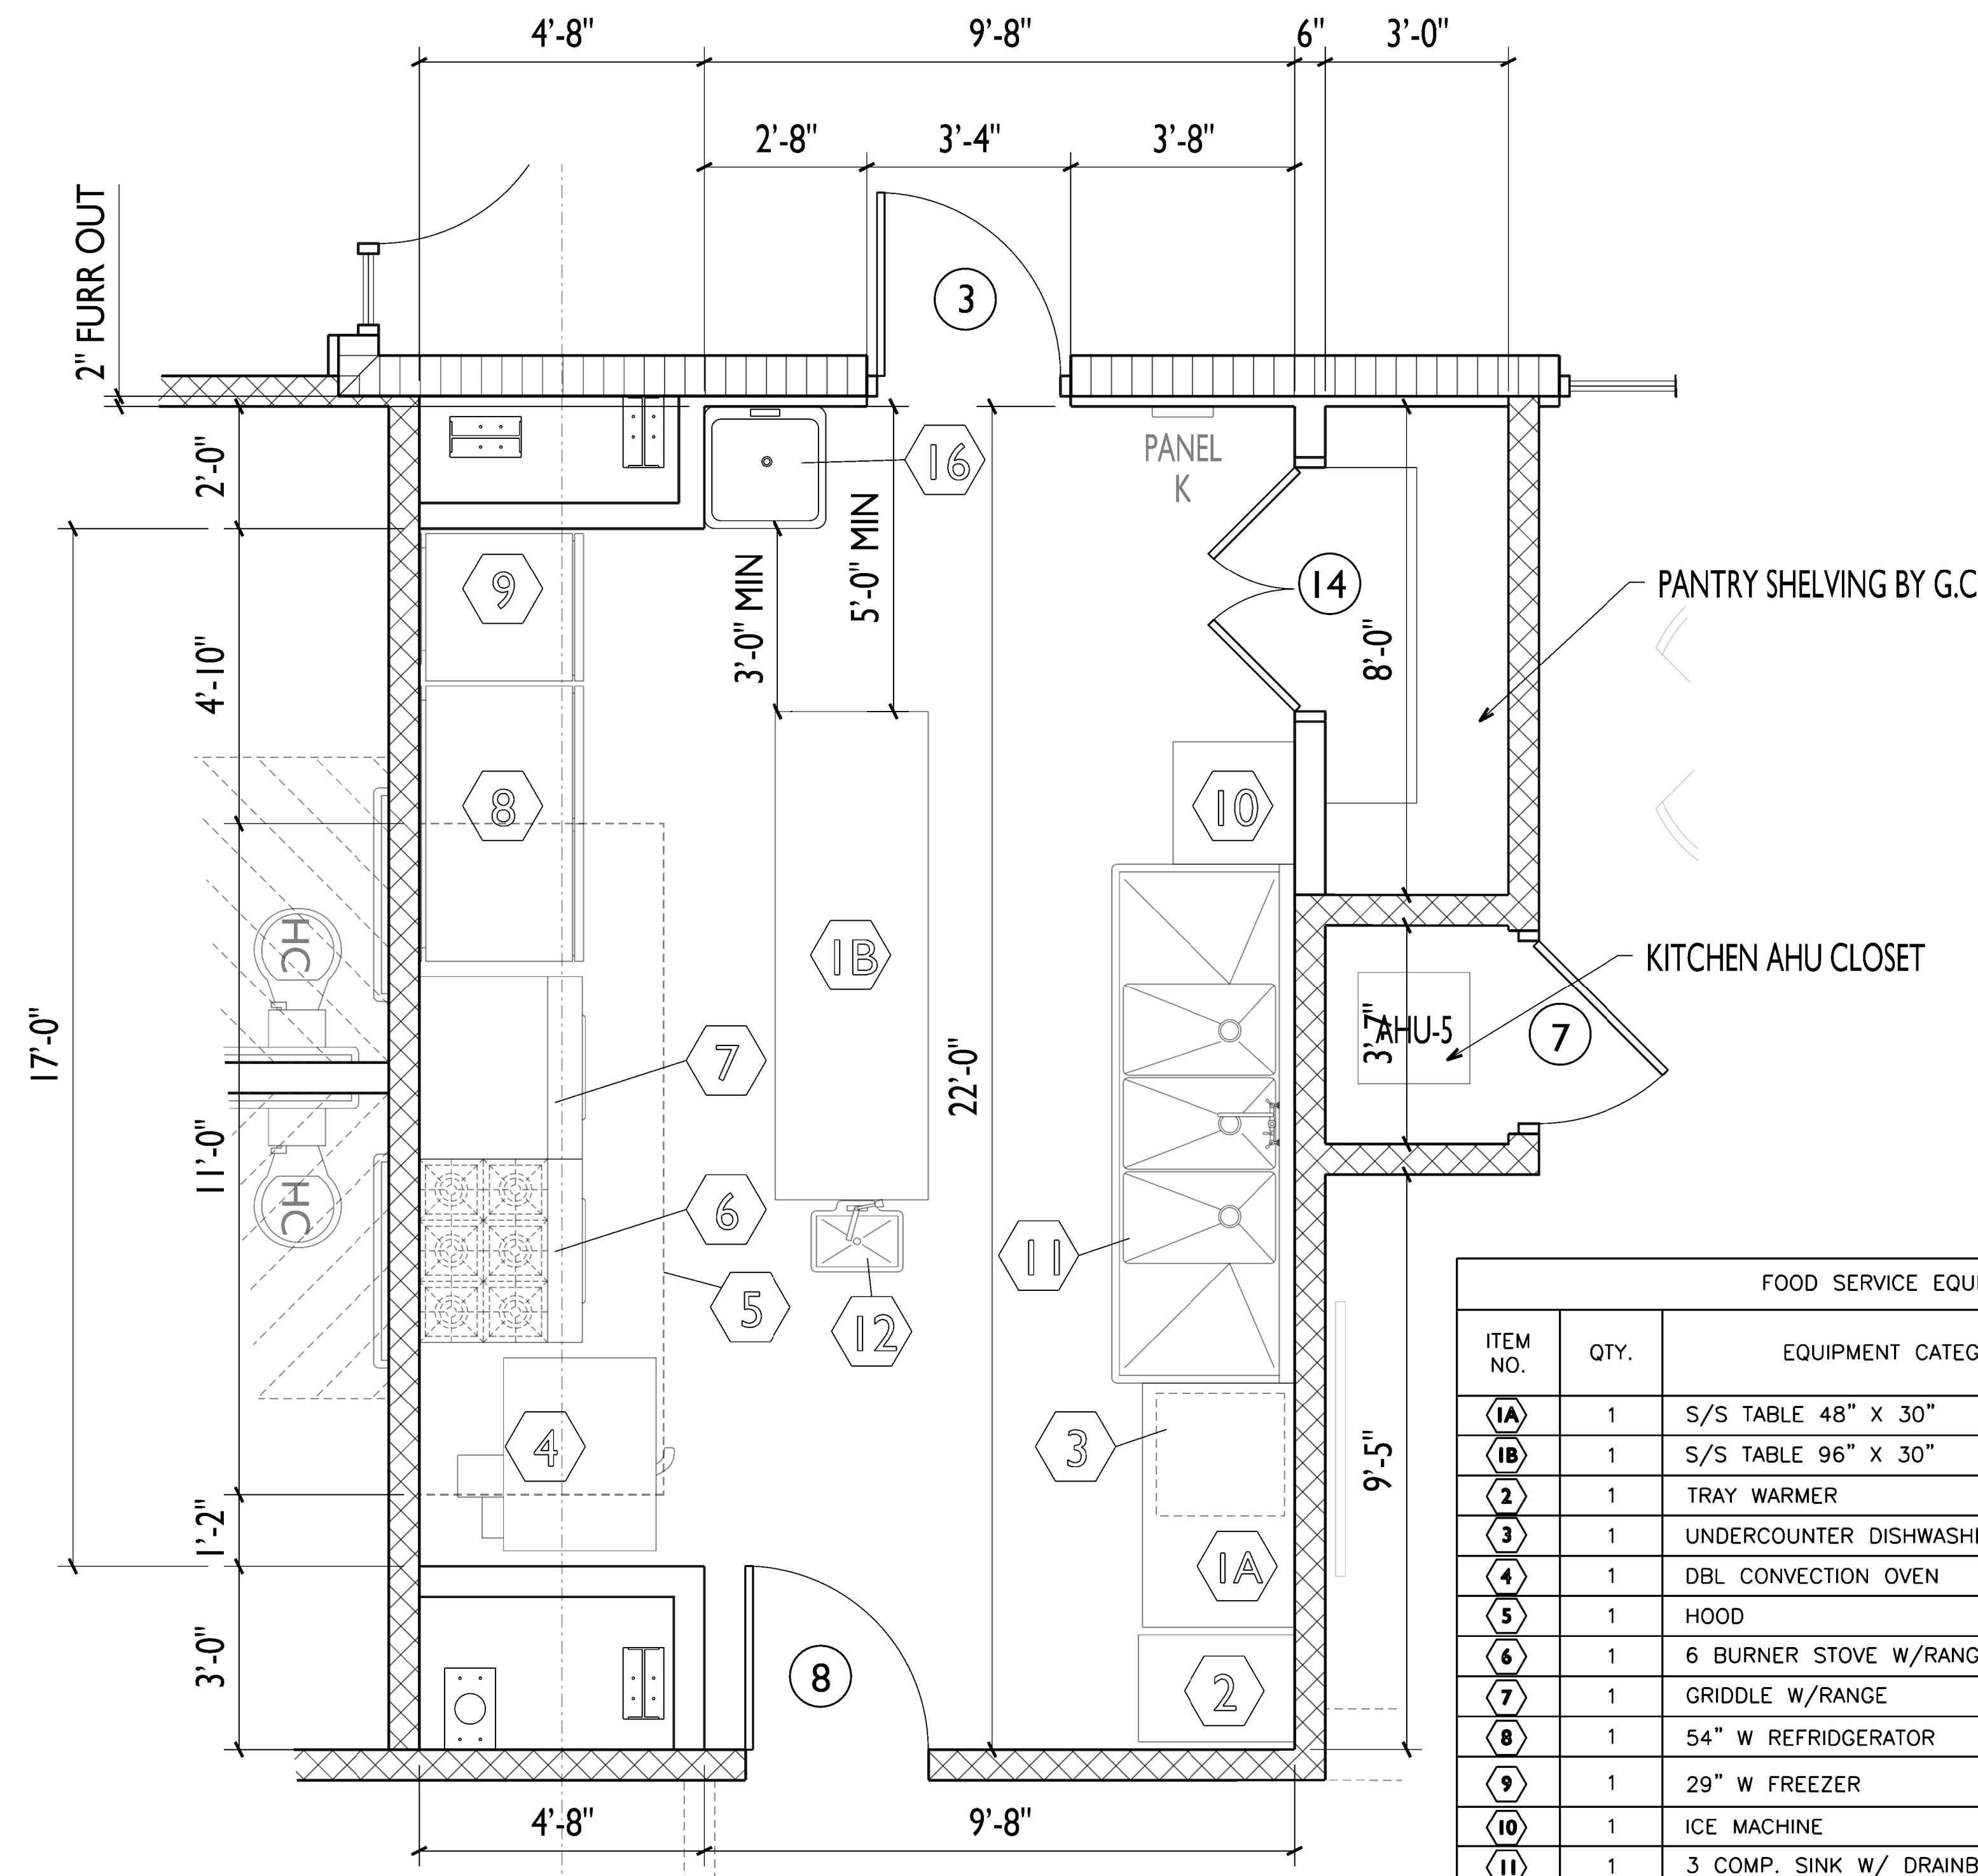 4'-8" 9'-8" 6" 3'-0"
2'-8" 3'-4" 3'-8"
2" FURR OUT
3
2'-0"
16
PANEL
K
5'-0" MIN
3'-0" MIN
9
14
PANTRY SHELVING BY G.C
4'-10"
8'-0"
8
10
1B
HC
KITCHEN AHU CLOSET
17'-0"
7
22'-0"
3'-7"
AHU-5
7
11'-0"
6
HC
11
5
12
4
3
9'-5"
1'-2"
1A
3'-0"
8
2
4'-8" 9'-8"
FOOD SERVICE EQUI
ITEM
NO. QTY. EQUIPMENT CATEG
1A 1 S/S TABLE 48" X 30"
1B 1 S/S TABLE 96" X 30"
2 1 TRAY WARMER
3 1 UNDERCOUNTER DISHWASHE
4 1 DBL CONVECTION OVEN
5 1 HOOD
6 1 6 BURNER STOVE W/RANG
7 1 GRIDDLE W/RANGE
8 1 54" W REFRIDGERATOR
9 1 29" W FREEZER
10 1 ICE MACHINE
11 1 3 COMP. SINK W/ DRAINB